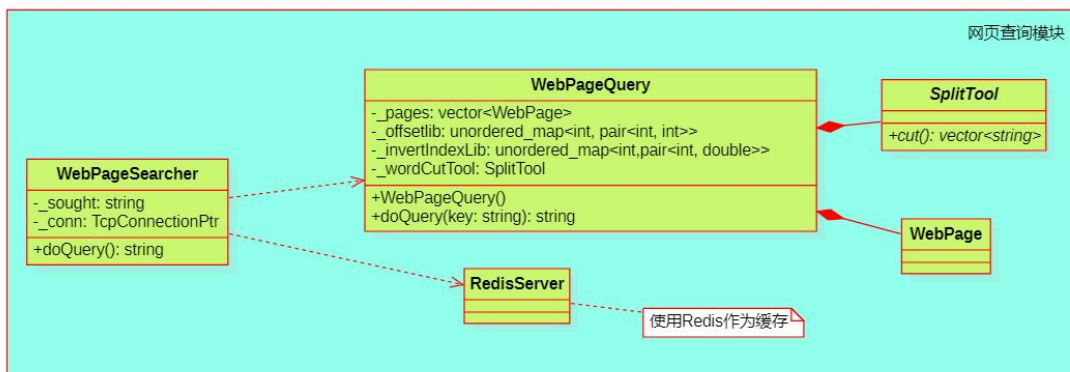 网页查询模块
WebPageQuery
-_pages: vector<WebPage>
-_offsetlib: unordered_map<int, pair<int, int>>
-_invertIndexLib: unordered_map<int,pair<int, double>>
-_wordCutTool: SplitTool
+WebPageQuery()
+doQuery(key: string): string
SplitTool
+cut(): vector<string>
WebPageSearcher
-_sought: string
-_conn: TcpConnectionPtr
+doQuery(): string
WebPage
RedisServer
使用Redis作为缓存